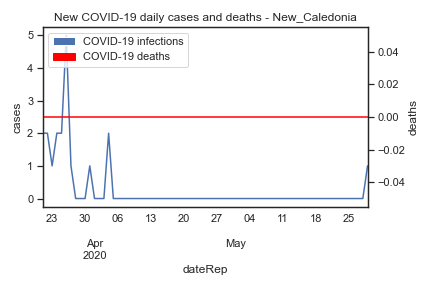 New COVID-19 daily cases and deaths - New_Caledonia
COVID-19 infections
COVID-19 deaths
5
4
3
2
1
0
cases
0.04
0.02
0.00
−0.02
−0.04
deaths
23 30 06 13 20 27 04 11 18 25
Apr May
2020
dateRep